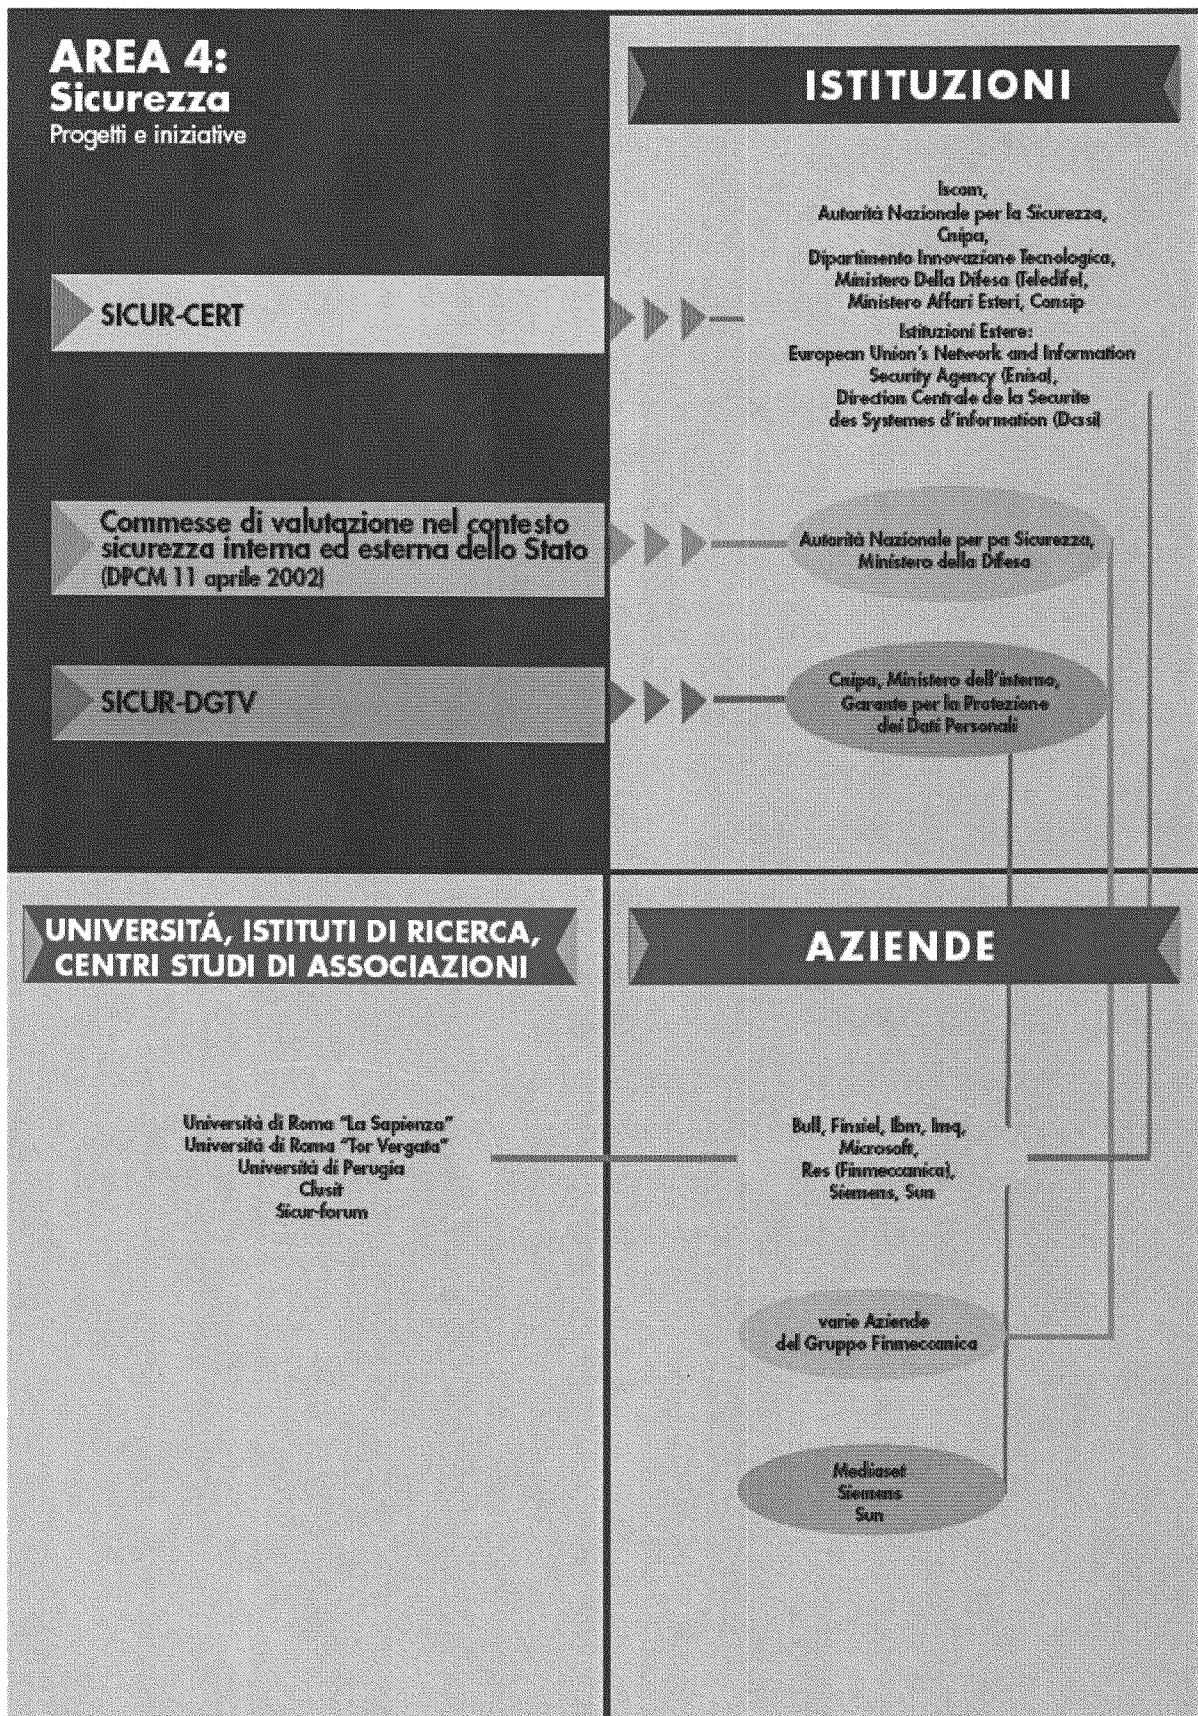 AREA 4:
Sicurezza
Progetti e iniziative
ISTITUZIONI
Iscom,
Autorità Nazionale per la Sicurezza,
Cnipa,
Dipartimento Innovazione Tecnologica,
Ministero Della Difesa (Teledife),
Ministero Affari Esteri, Consip
Istituzioni Estere:
European Union's Network and Information
Security Agency (Enisa),
Direction Centrale de la Securite
des Systemes d'information (Dcssi)
SICUR-CERT
Commesse di valutazione nel contesto
sicurezza interna ed esterna dello Stato
(DPCM 11 aprile 2002)
Autorità Nazionale per pa Sicurezza,
Ministero della Difesa
SICUR-DGTV
Cnipa, Ministero dell'interno,
Garante per la Protezione
dei Dati Personali
UNIVERSITÁ, ISTITUTI DI RICERCA,
CENTRI STUDI DI ASSOCIAZIONI
Università di Roma "La Sapienza"
Università di Roma "Tor Vergata"
Università di Perugia
Clusit
Sicur-forum
AZIENDE
Bull, Finsiel, Ibm, Imq,
Microsoft,
Res (Finmeccanica),
Siemens, Sun
varie Aziende
del Gruppo Finmeccanica
Mediaset
Siemens
Sun